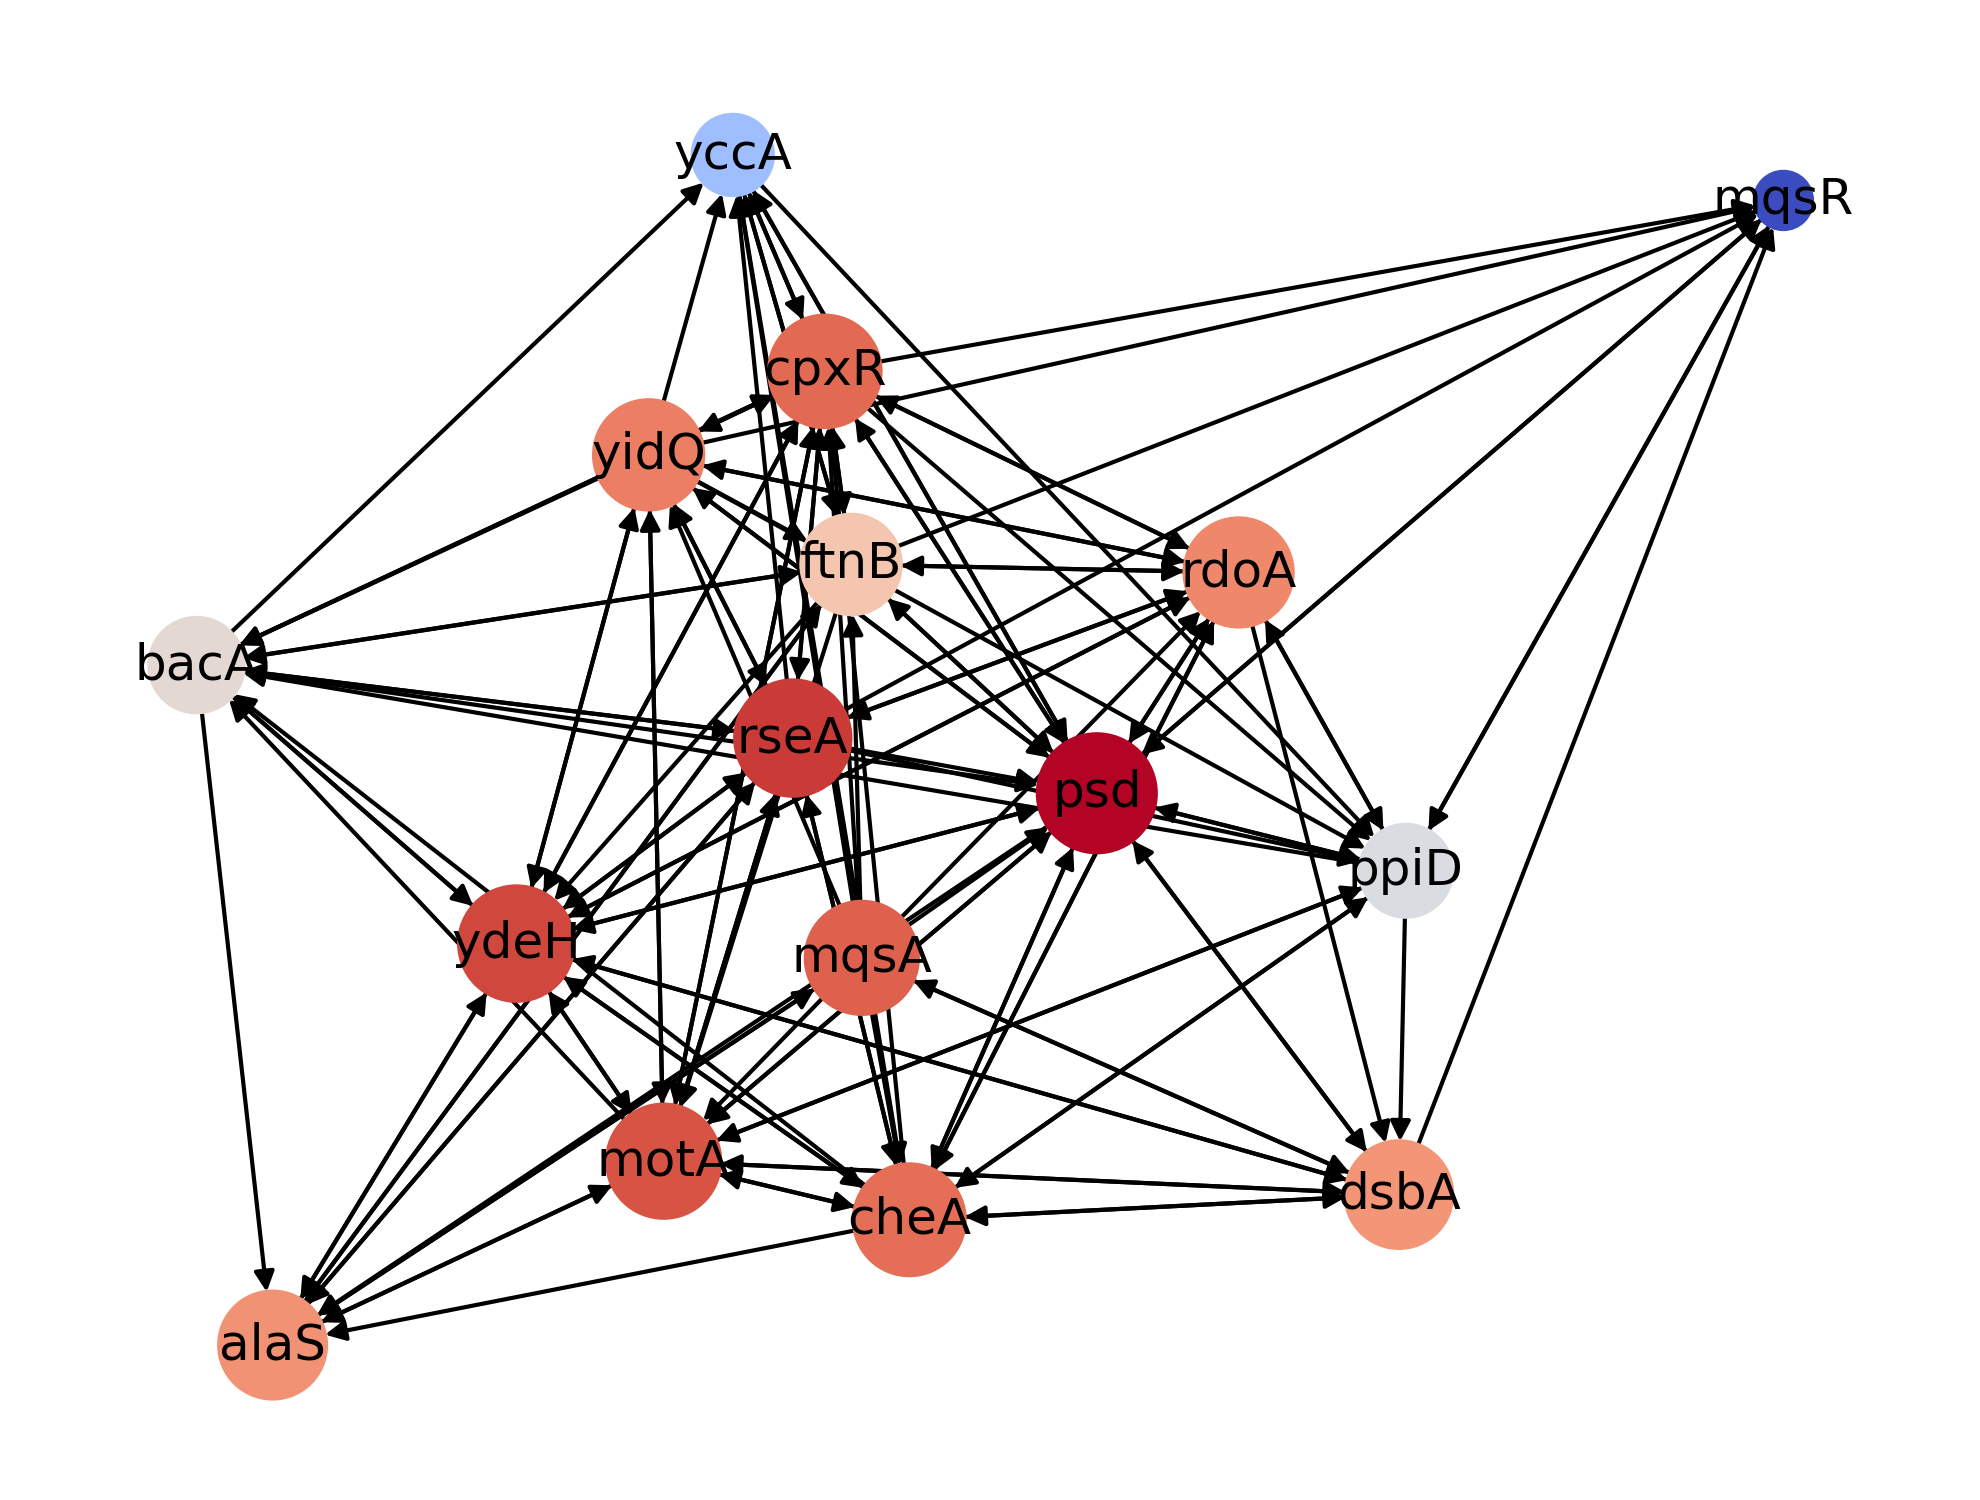 yccA
mqsR
cpxR
yidQ
ftnB
rdoA
bacA
rseA
psd
ppiD
ydeH
mqsA
motA
cheA
dsbA
alaS